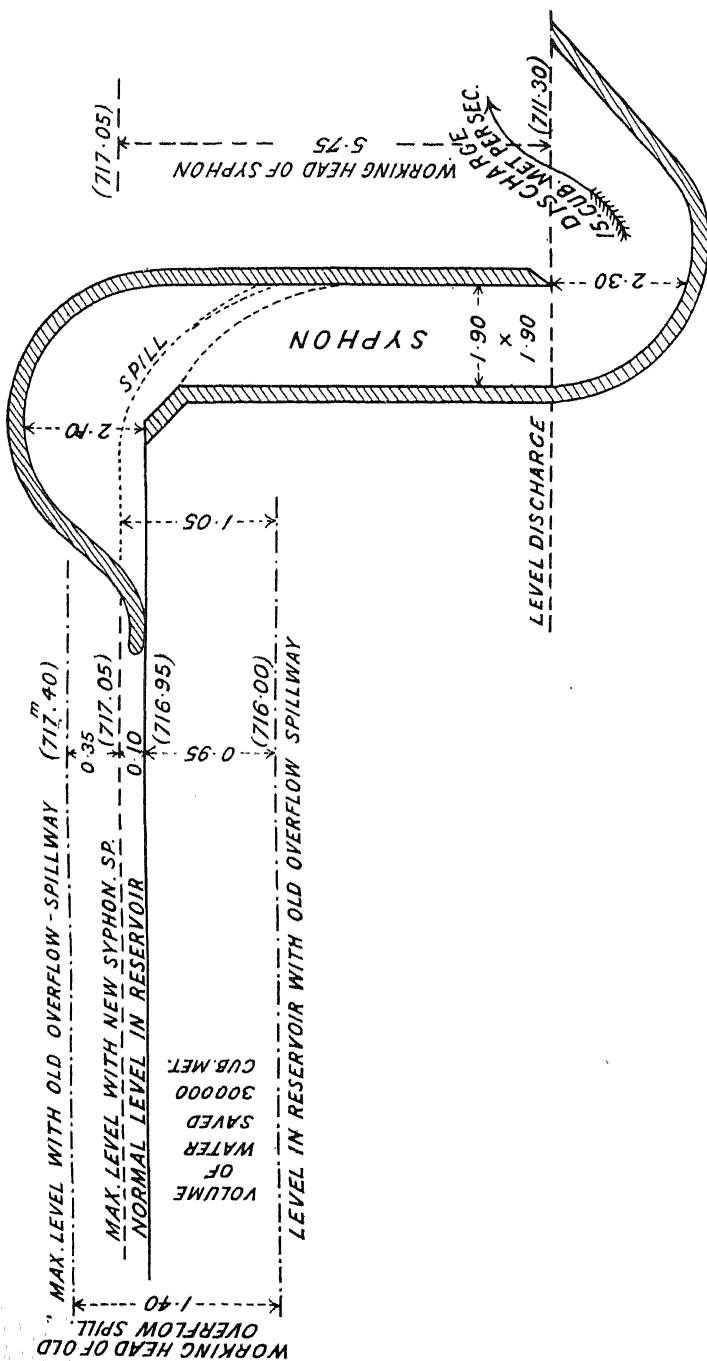 MAX. LEVEL WITH OLD OVERFLOW - SPILLWAY (717.40)m
0.35
MAX. LEVEL WITH NEW SYPHON. SP. (717.05)
0.10
NORMAL LEVEL IN RESERVOIR (716.95)
0.95
VOLUME
OF
WATER
SAVED
300000
CUB. MET.
(716.00)
LEVEL IN RESERVOIR WITH OLD OVERFLOW SPILLWAY
WORKING HEAD OF OLD
OVERFLOW SPILL.
1.40
2.10
1.05
SPILL
SYPHON
1.90
×
1.90
(717.05)
WORKING HEAD OF SYPHON
5.75
DISCHARGE
15.CUB.MET PER SEC.
(711.30)
LEVEL DISCHARGE
2.30